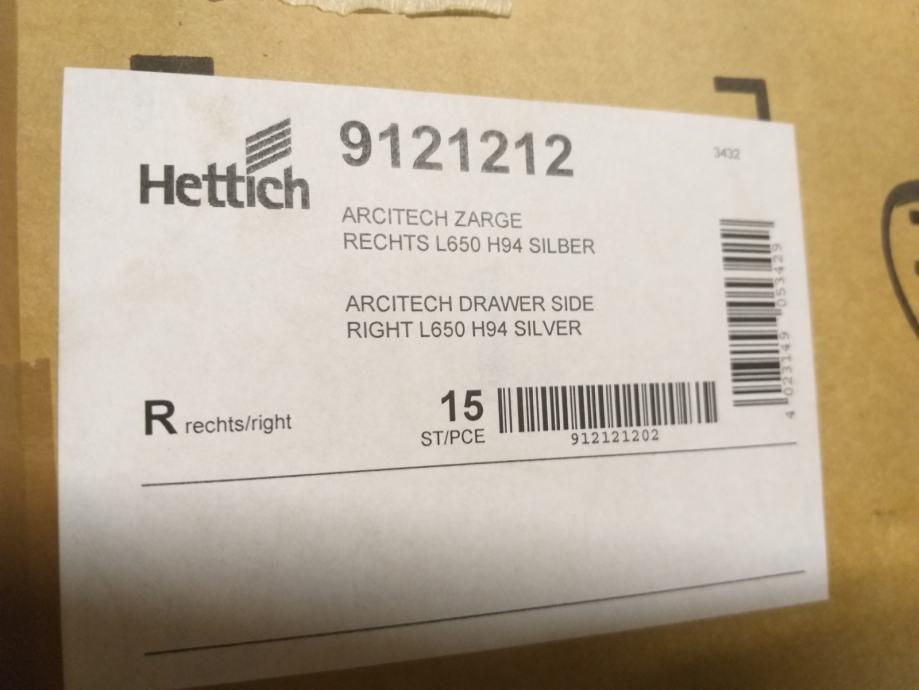 Hettich
9121212
3432
ARCITECH ZARGE
RECHTS L650 H94 SILBER
ARCITECH DRAWER SIDE
RIGHT L650 H94 SILVER
R rechts/right
15
ST/PCE
912121202
4 023149 053429